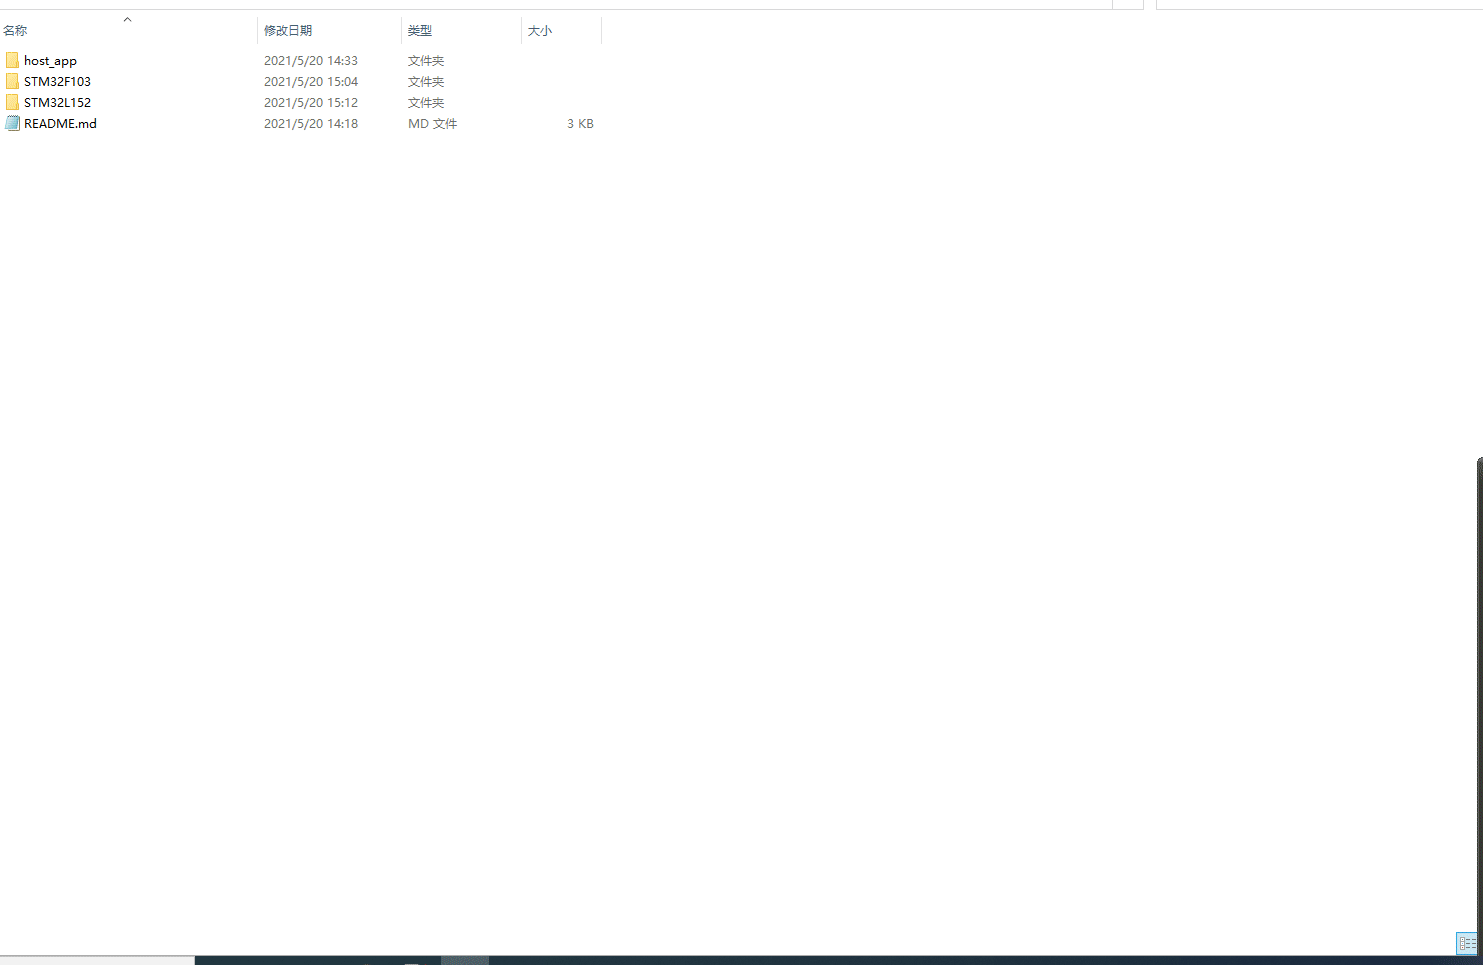 名称 修改日期 类型 大小
host_app 2021/5/20 14:33 文件夹
STM32F103 2021/5/20 15:04 文件夹
STM32L152 2021/5/20 15:12 文件夹
README.md 2021/5/20 14:18 MD 文件 3 KB